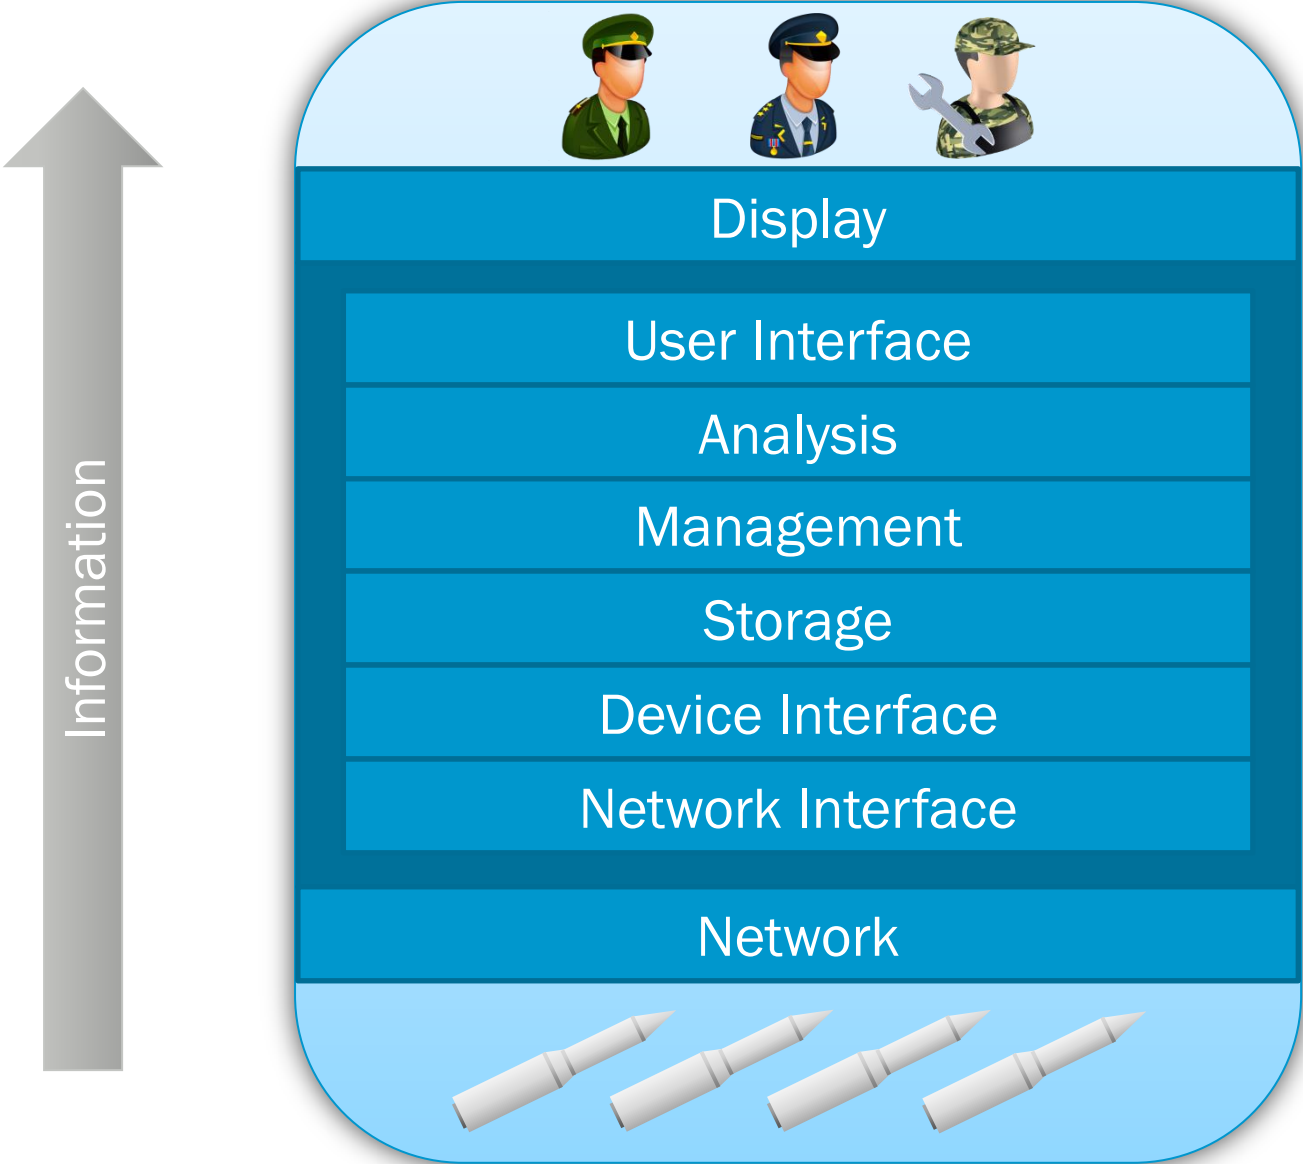 Information
Display
User Interface
Analysis
Management
Storage
Device Interface
Network Interface
Network